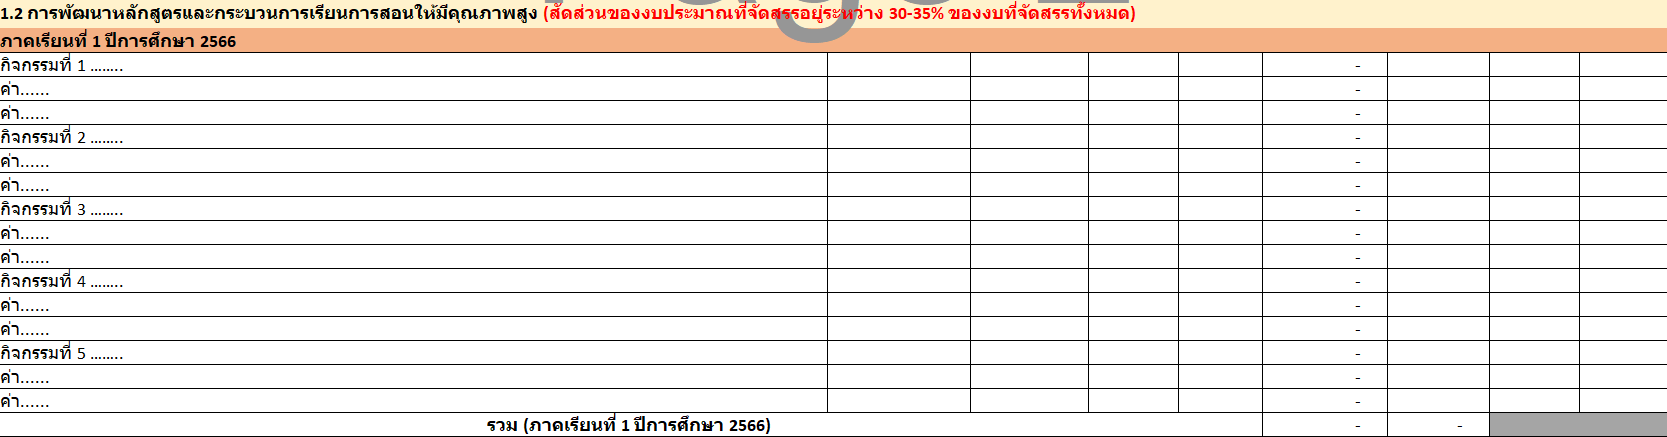 1.2 การพัฒนาหลักสูตรและกระบวนการเรียนการสอนให้มีคุณภาพสูง (สัดส่วนของงบประมาณที่จัดสรรอยู่ระหว่าง 30-35% ของงบที่จัดสรรทั้งหมด)
ภาคเรียนที่ 1 ปีการศึกษา 2566
กิจกรรมที่ 1 ........ -
ค่า...... -
ค่า...... -
กิจกรรมที่ 2 ........ -
ค่า...... -
ค่า...... -
กิจกรรมที่ 3 ........ -
ค่า...... -
ค่า...... -
กิจกรรมที่ 4 ........ -
ค่า...... -
ค่า...... -
กิจกรรมที่ 5 ........ -
ค่า...... -
ค่า...... -
รวม (ภาคเรียนที่ 1 ปีการศึกษา 2566) - -